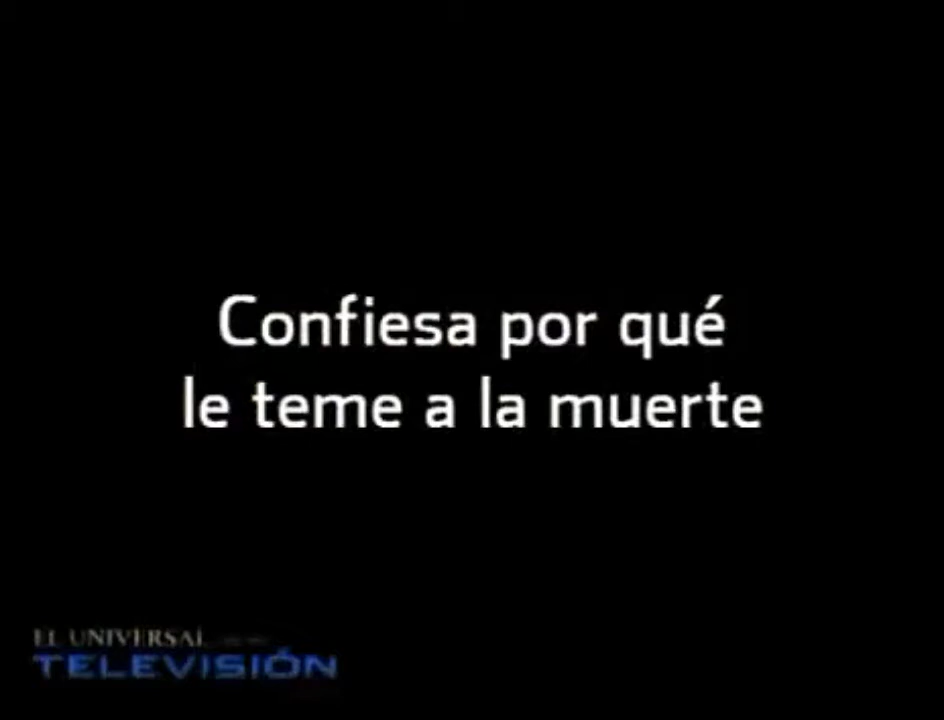 Confiesa por qué
le teme a la muerte
EL UNIVERSAL
TELEVISIÓN